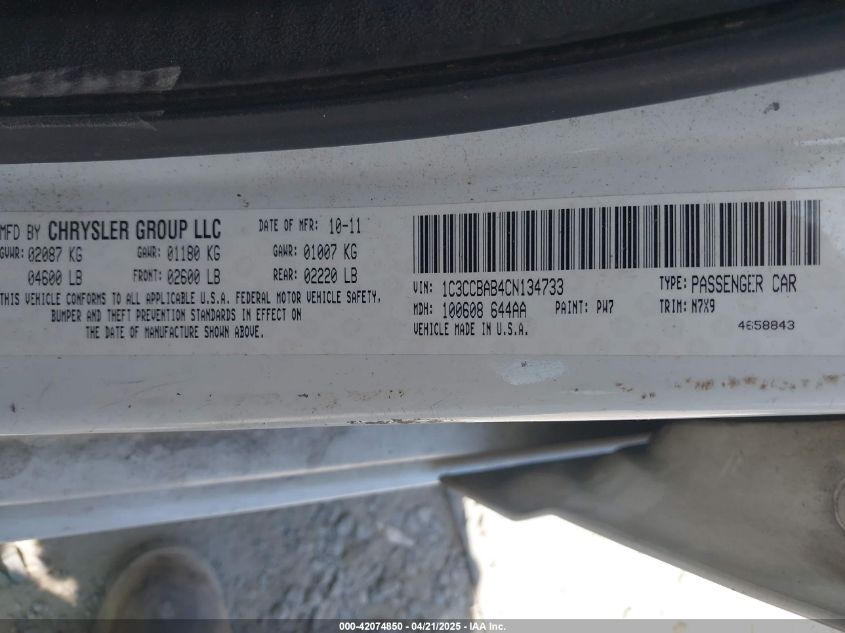 MFD BY CHRYSLER GROUP LLC DATE OF MFR: 10-11
GVWR: 02087 KG GAWR: 01180 KG GAWR: 01007 KG
04600 LB FRONT: 02600 LB REAR: 02220 LB
THIS VEHICLE CONFORMS TO ALL APPLICABLE U.S.A. FEDERAL MOTOR VEHICLE SAFETY,
BUMPER AND THEFT PREVENTION STANDARDS IN EFFECT ON
THE DATE OF MANUFACTURE SHOWN ABOVE.
VIN: 1C3CCBAB4CN134733 TYPE: PASSENGER CAR
MDH: 100608 644AA PAINT: PW7 TRIM: N7X9
VEHICLE MADE IN U.S.A. 4658843
000-42074850 - 04/21/2025 - IAA, Inc.